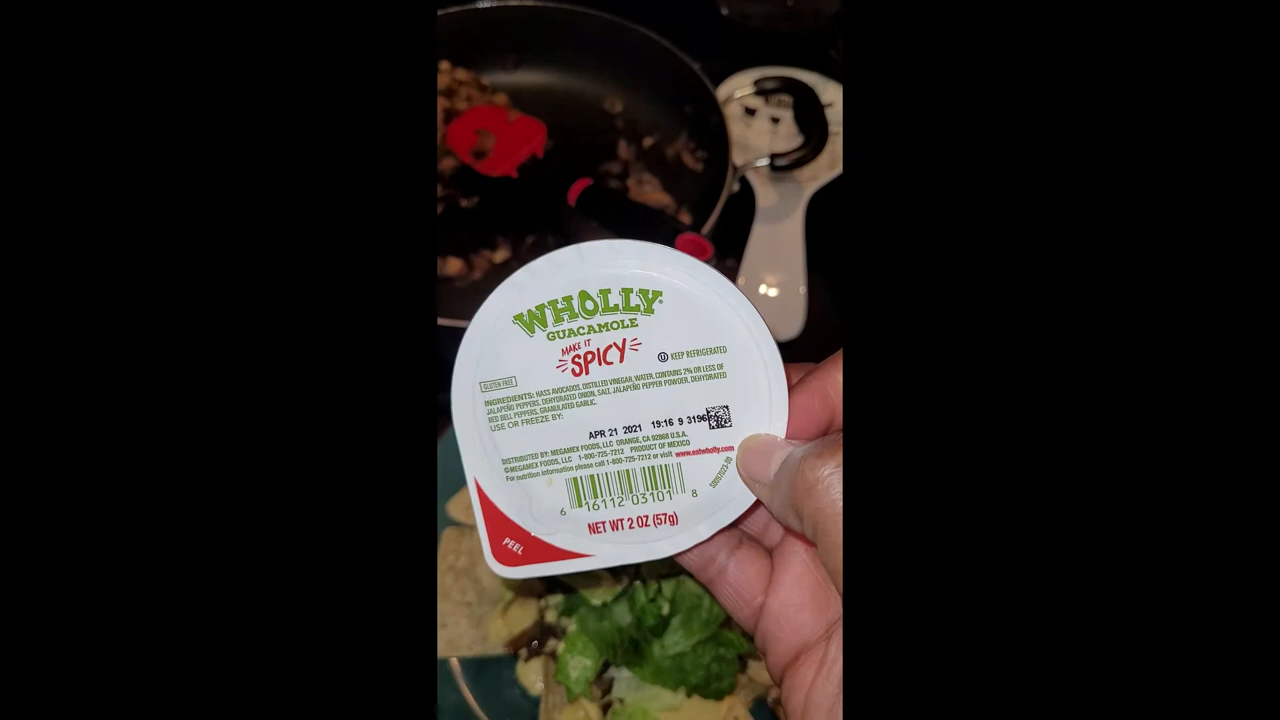 WHOLLY
GUACAMOLE
MAKE IT
SPICY
U KEEP REFRIGERATED
GLUTEN FREE
INGREDIENTS: HASS AVOCADOS, DISTILLED VINEGAR, WATER, CONTAINS 2% OR LESS OF
JALAPEÑO PEPPERS, DEHYDRATED ONION, SALT, JALAPEÑO PEPPER POWDER, DEHYDRATED
RED BELL PEPPERS, GRANULATED GARLIC.
USE OR FREEZE BY:
APR 21 2021 19:16 9 3196
DISTRIBUTED BY: MEGAMEX FOODS, LLC ORANGE, CA 92868 U.S.A.
©MEGAMEX FOODS, LLC 1-800-725-7212 PRODUCT OF MEXICO
For nutrition information please call 1-800-725-7212 or visit www.eatwholly.com
6 16112 03101 8
NET WT 2 OZ (57g)
PEEL